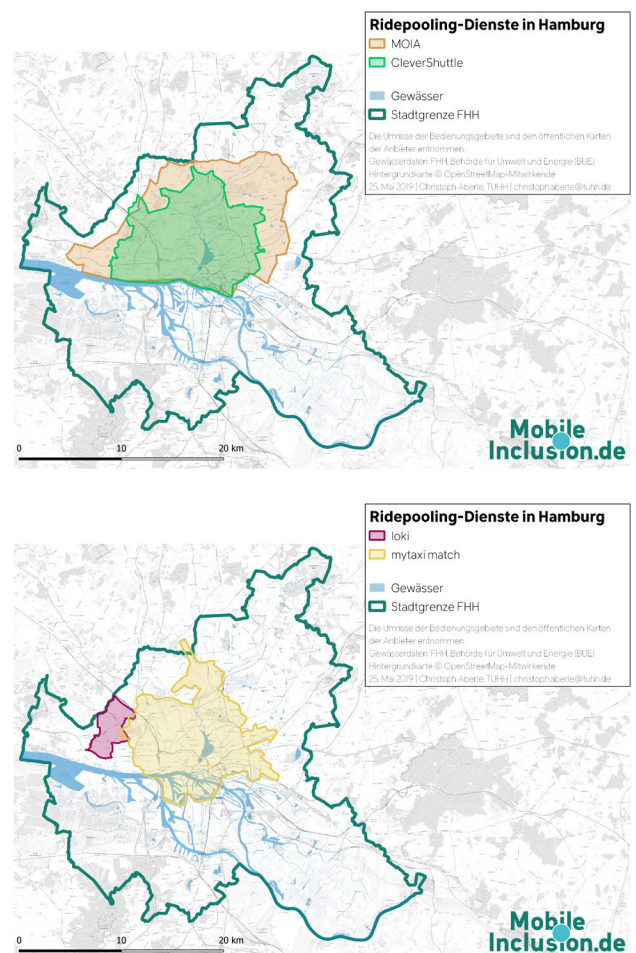 Ridepooling-Dienste in Hamburg
MOIA
CleverShuttle
Gewässer
Stadtgrenze FHH
Die Umrisse der Bedienungsgebiete sind den öffentlichen Karten
der Anbieter entnommen.
Gewässerdaten: FHH, Behörde für Umwelt und Energie (BUE)
Hintergrundkarte © OpenStreetMap-Mitwirkende
25. Mai 2019 | Christoph Aberle, TUHH | christoph.aberle@tuhh.de
0 10 20 km
Mobile
Inclusion.de
Ridepooling-Dienste in Hamburg
ioki
mytaxi match
Gewässer
Stadtgrenze FHH
Die Umrisse der Bedienungsgebiete sind den öffentlichen Karten
der Anbieter entnommen.
Gewässerdaten: FHH, Behörde für Umwelt und Energie (BUE)
Hintergrundkarte © OpenStreetMap-Mitwirkende
25. Mai 2019 | Christoph Aberle, TUHH | christoph.aberle@tuhh.de
0 10 20 km
Mobile
Inclusion.de